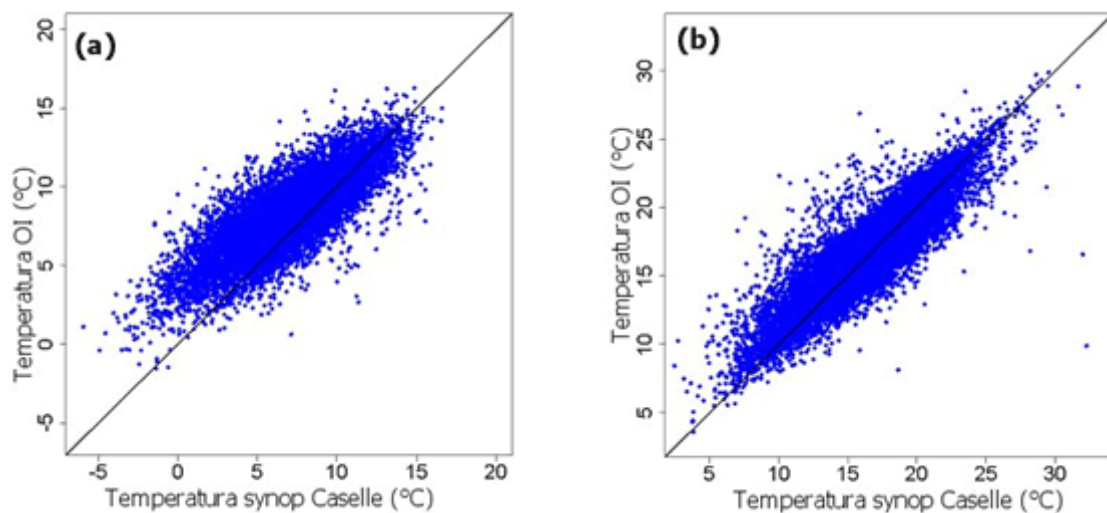 (a)
20
15
10
5
0
-5
Temperatura OI (°C)
-5 0 5 10 15 20
Temperatura synop Caselle (°C)
(b)
30
25
20
15
10
5
Temperatura OI (°C)
5 10 15 20 25 30
Temperatura synop Caselle (°C)